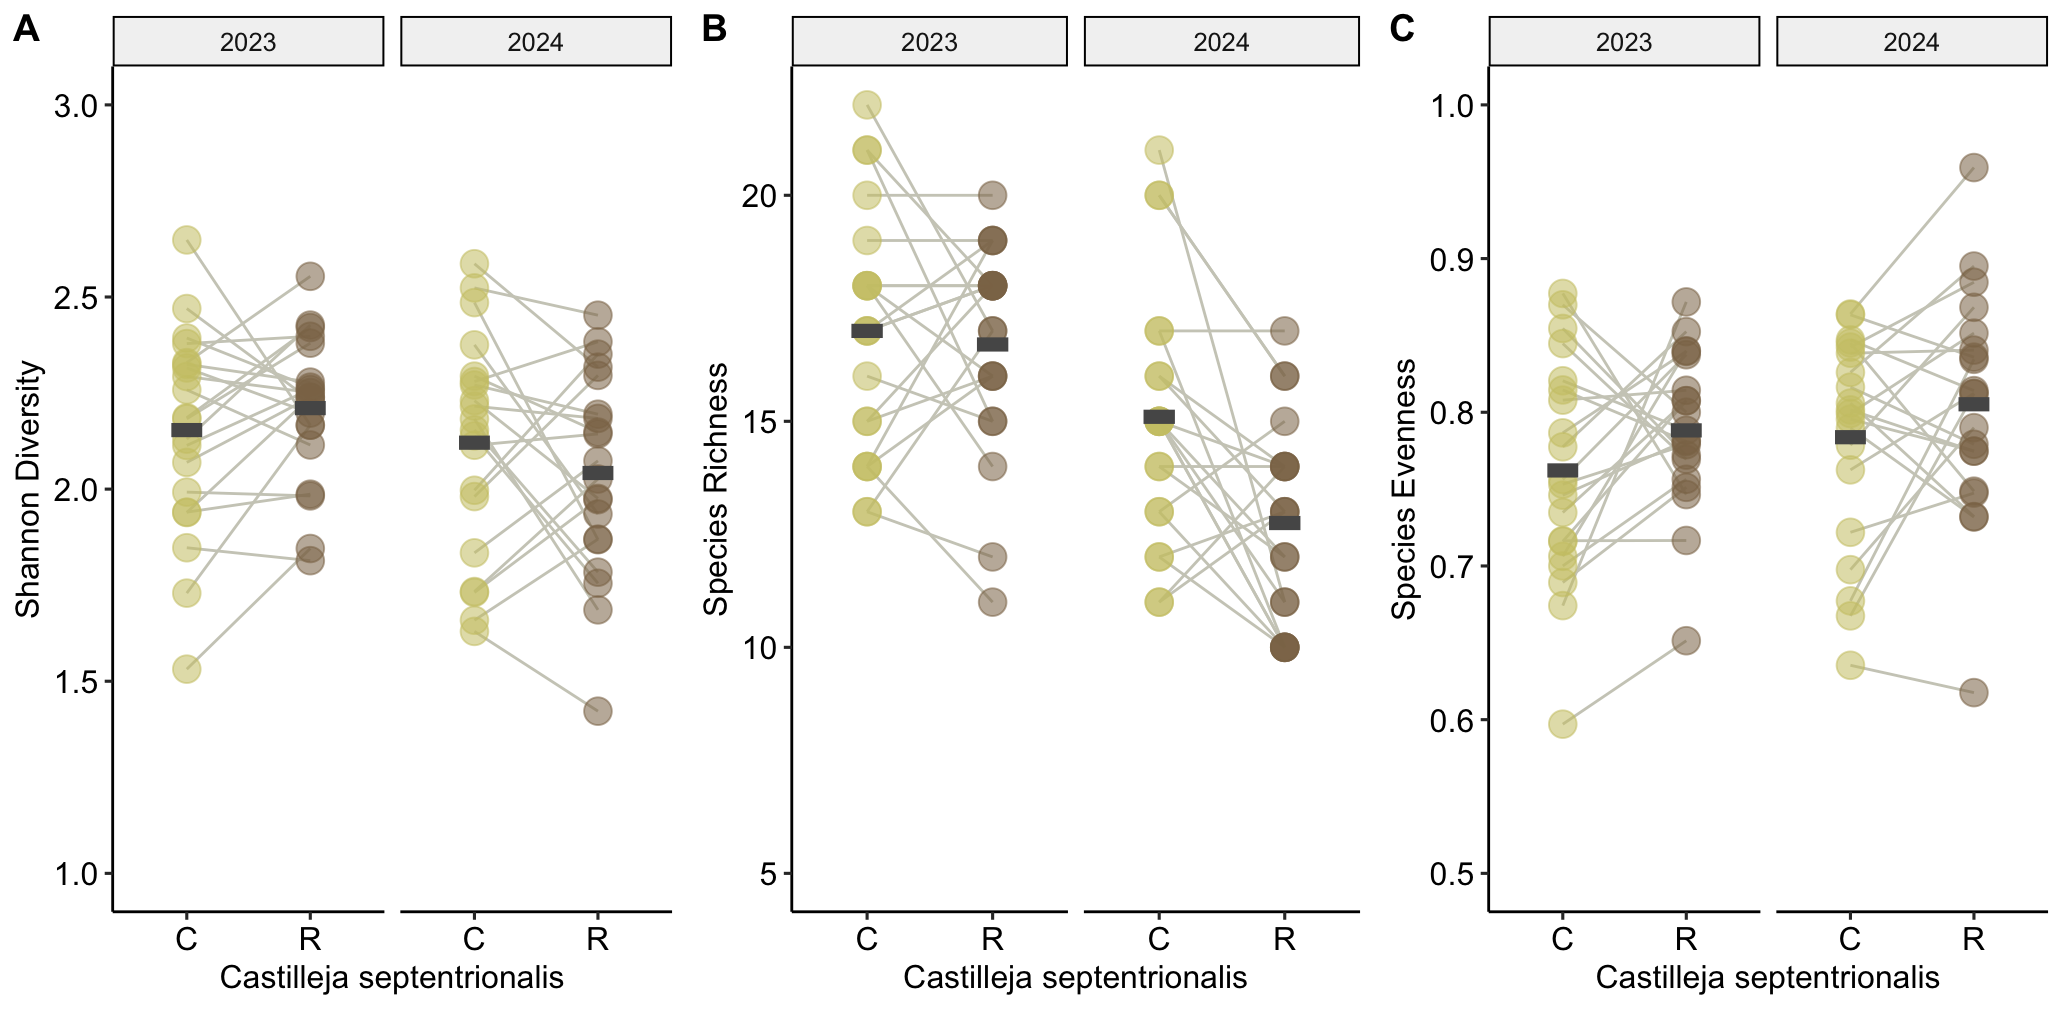 A
2023
2024
3.0
2.5
2.0
1.5
1.0
Shannon Diversity
C
R
C
R
Castilleja septentrionalis
B
2023
2024
20
15
10
5
Species Richness
C
R
C
R
Castilleja septentrionalis
C
2023
2024
1.0
0.9
0.8
0.7
0.6
0.5
Species Evenness
C
R
C
R
Castilleja septentrionalis